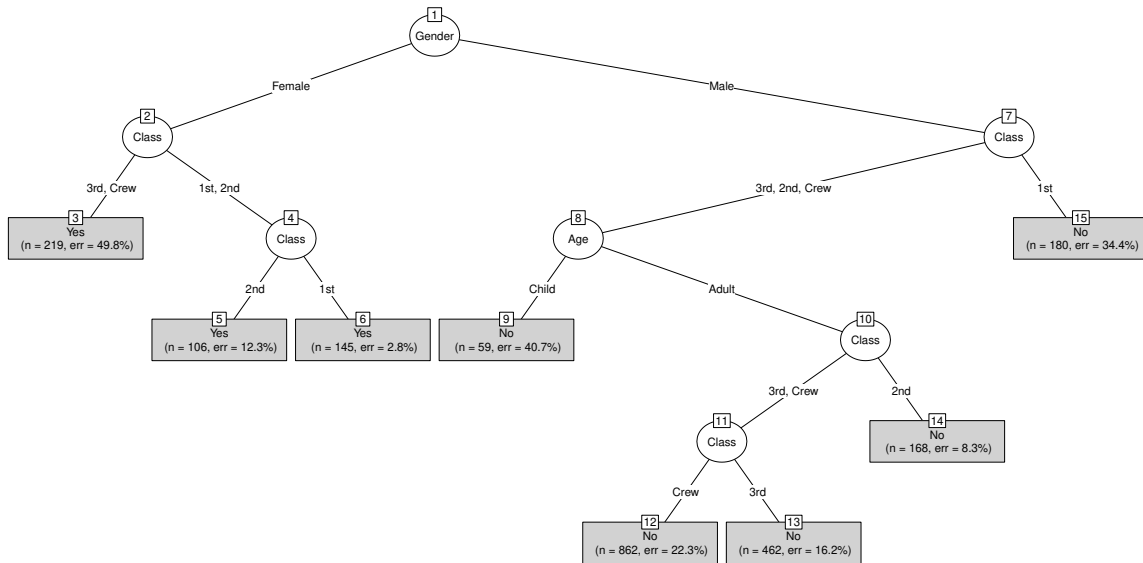 1
Gender
Female
Male
2
Class
7
Class
3rd, Crew
1st, 2nd
3rd, 2nd, Crew
1st
3
Yes
(n = 219, err = 49.8%)
4
Class
8
Age
15
No
(n = 180, err = 34.4%)
2nd
1st
Child
Adult
5
Yes
(n = 106, err = 12.3%)
6
Yes
(n = 145, err = 2.8%)
9
No
(n = 59, err = 40.7%)
10
Class
3rd, Crew
2nd
11
Class
14
No
(n = 168, err = 8.3%)
Crew
3rd
12
No
(n = 862, err = 22.3%)
13
No
(n = 462, err = 16.2%)